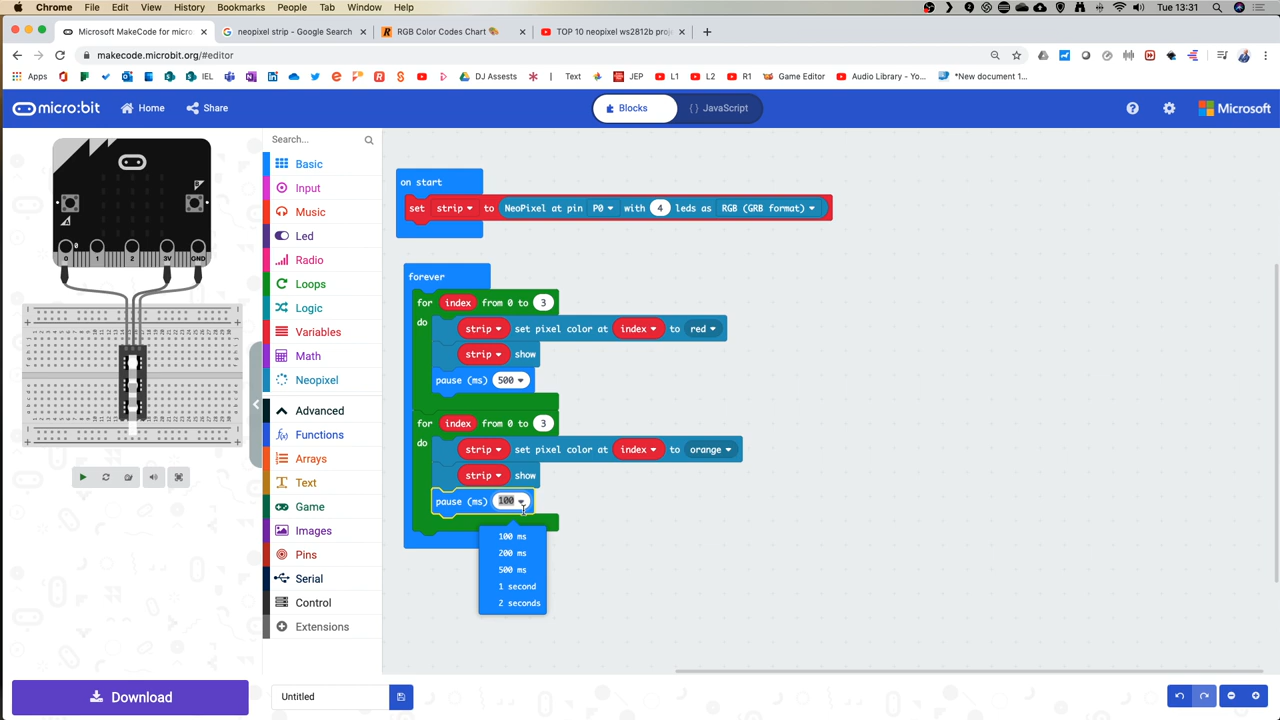 Chrome File Edit View History Bookmarks People Tab Window Help Tue 13:31
Microsoft MakeCode for micro
neopixel strip - Google Search
RGB Color Codes Chart
TOP 10 neopixel ws2812b proj
makecode.microbit.org/#editor
Apps IEL DJ Assests Text JEP L1 L2 R1 Game Editor Audio Library - Yo... *New document 1...
micro:bit Home Share Blocks { } JavaScript Microsoft
Search...
Basic
Input
Music
Led
Radio
Loops
Logic
Variables
Math
Neopixel
Advanced
Functions
Arrays
Text
Game
Images
Pins
Serial
Control
Extensions
0 1 2 3V GND
on start
set strip to NeoPixel at pin P0 with 4 leds as RGB (GRB format)
forever
for index from 0 to 3
do strip set pixel color at index to red
strip show
pause (ms) 500
for index from 0 to 3
do strip set pixel color at index to orange
strip show
pause (ms) 100
100 ms
200 ms
500 ms
1 second
2 seconds
Download
Untitled